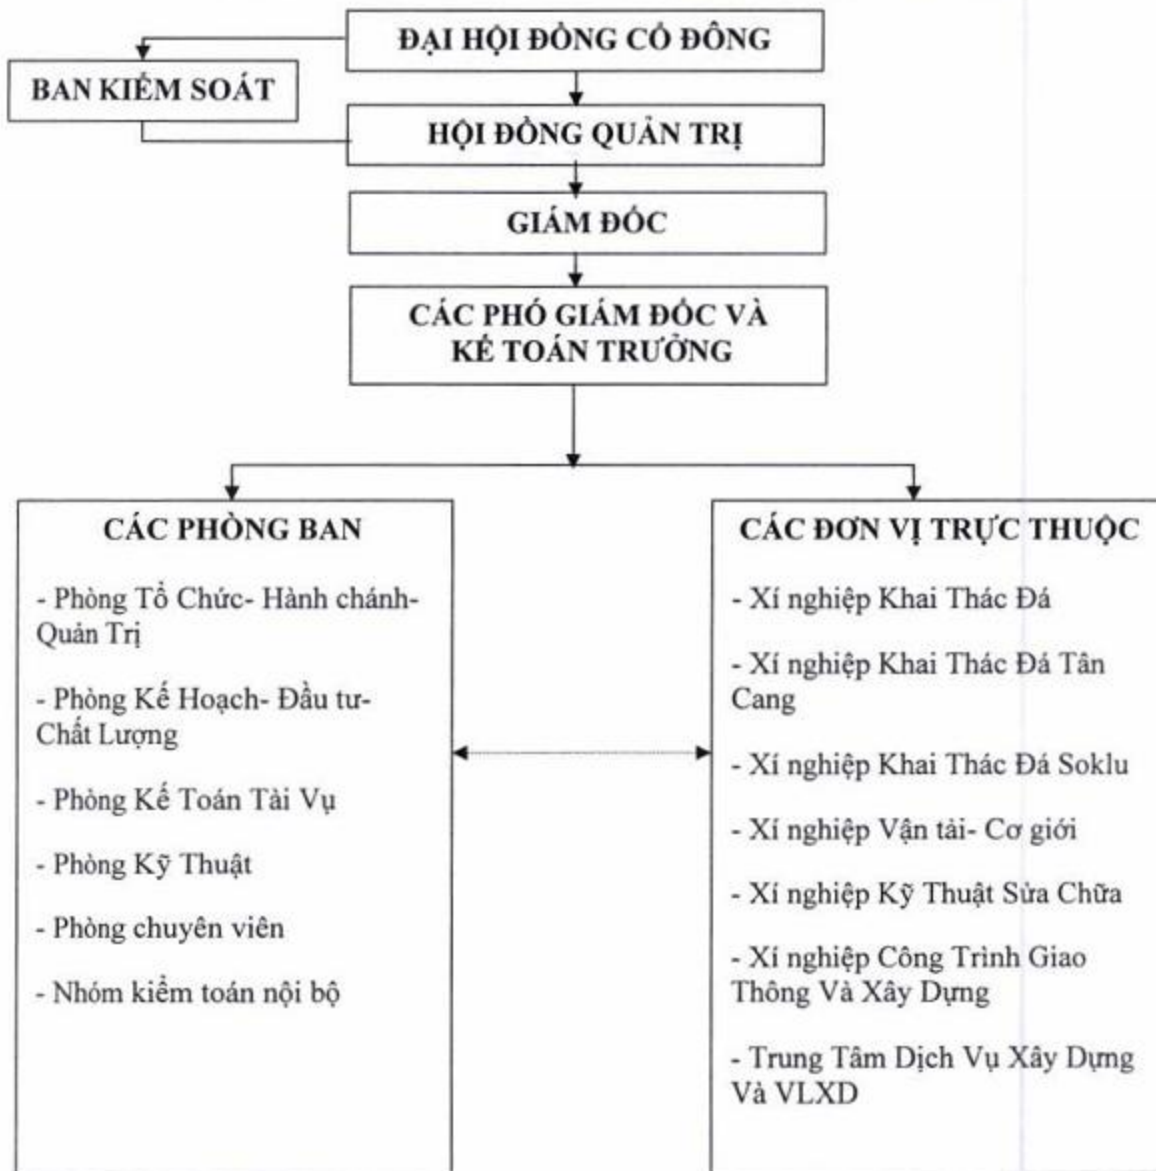 ĐẠI HỘI ĐỒNG CỔ ĐÔNG
BAN KIỂM SOÁT
HỘI ĐỒNG QUẢN TRỊ
GIÁM ĐỐC
CÁC PHÓ GIÁM ĐỐC VÀ
KẾ TOÁN TRƯỞNG
CÁC PHÒNG BAN
- Phòng Tổ Chức- Hành chánh-
Quản Trị
- Phòng Kế Hoạch- Đầu tư-
Chất Lượng
- Phòng Kế Toán Tài Vụ
- Phòng Kỹ Thuật
- Phòng chuyên viên
- Nhóm kiểm toán nội bộ
CÁC ĐƠN VỊ TRỰC THUỘC
- Xí nghiệp Khai Thác Đá
- Xí nghiệp Khai Thác Đá Tân
Cang
- Xí nghiệp Khai Thác Đá Soklu
- Xí nghiệp Vận tải- Cơ giới
- Xí nghiệp Kỹ Thuật Sửa Chữa
- Xí nghiệp Công Trình Giao
Thông Và Xây Dựng
- Trung Tâm Dịch Vụ Xây Dựng
Và VLXD